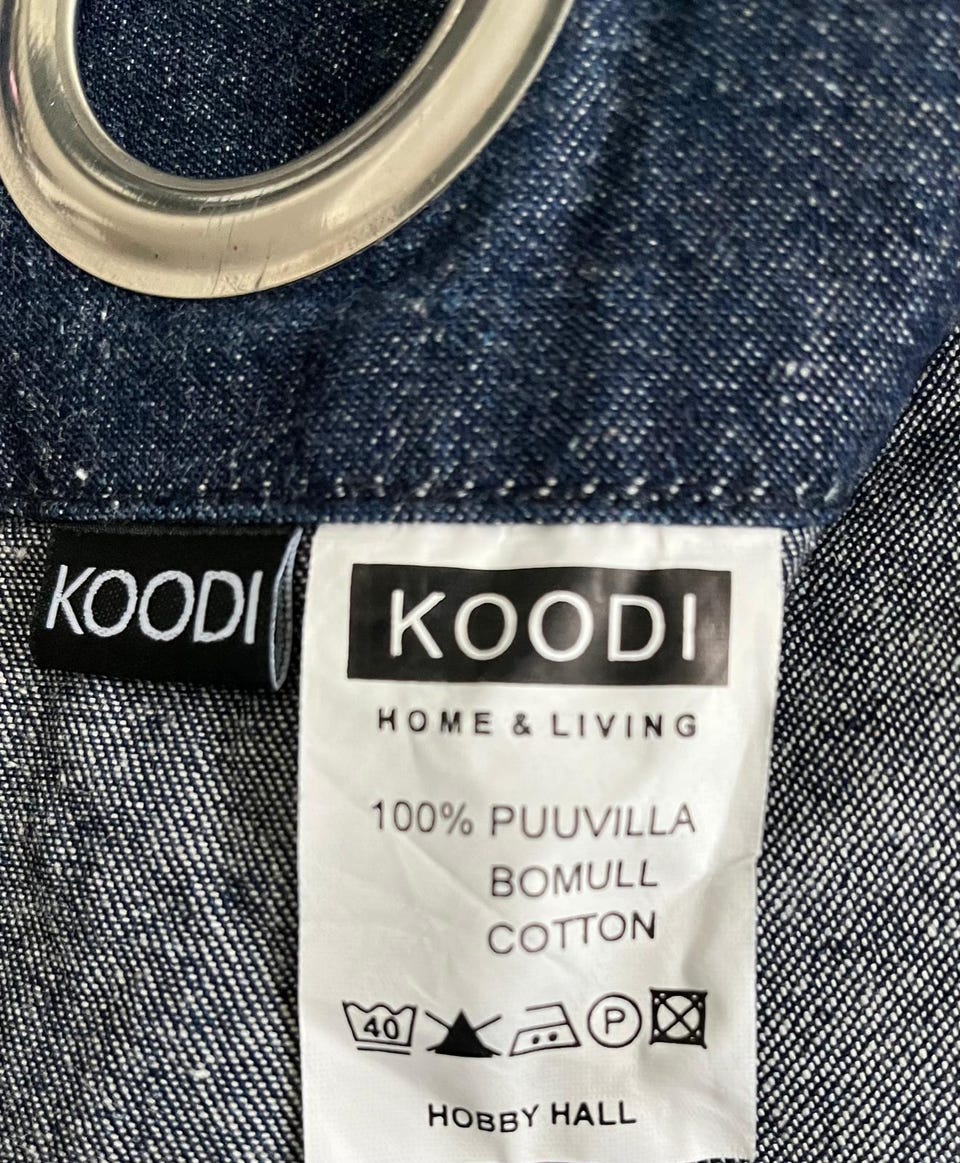 KOODI
KOODI
HOME & LIVING
100% PUUVILLA
BOMULL
COTTON
40
P
HOBBY HALL